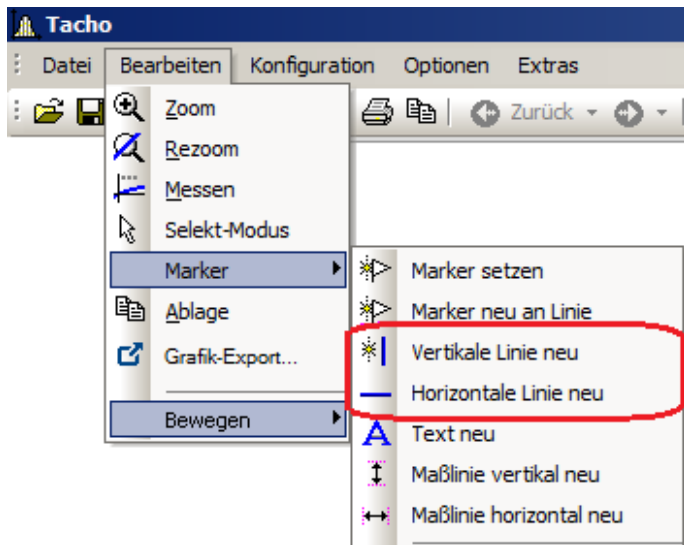 Tacho
Datei Bearbeiten Konfiguration Optionen Extras
Zurück
Zoom
Rezoom
Messen
Selekt-Modus
Marker
Ablage
Grafik-Export...
Bewegen
Marker setzen
Marker neu an Linie
Vertikale Linie neu
Horizontale Linie neu
Text neu
Maßlinie vertikal neu
Maßlinie horizontal neu